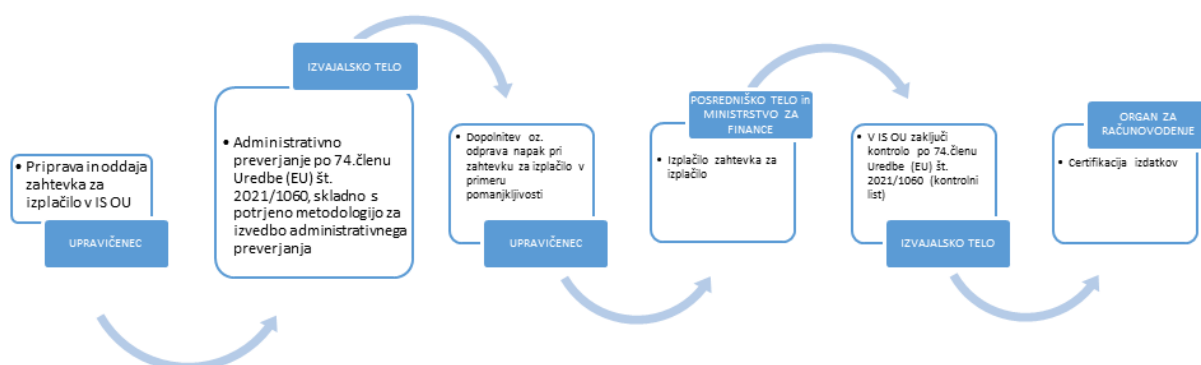 • Priprava in oddaja
zahtevka za
izplačilo v IS OU
UPRAVIČENEC
IZVAJALSKO TELO
• Administrativno
preverjanje po 74.členu
Uredbe (EU) št.
2021/1060, skladno s
potrjeno metodologijo za
izvedbo administrativnega
preverjanja
• Dopolnitev oz.
odprava napak pri
zahtevku za izplačilo v
primeru
pomanjkljivosti
UPRAVIČENEC
POSREDNIŠKO TELO in
MINISTRSTVO ZA
FINANCE
• Izplačilo zahtevka za
izplačilo
• V IS OU zaključi
kontrolo po 74.členu
Uredbe (EU) št.
2021/1060 (kontrolni
list)
IZVAJALSKO TELO
ORGAN ZA
RAČUNOVODENJE
• Certifikacija izdatkov